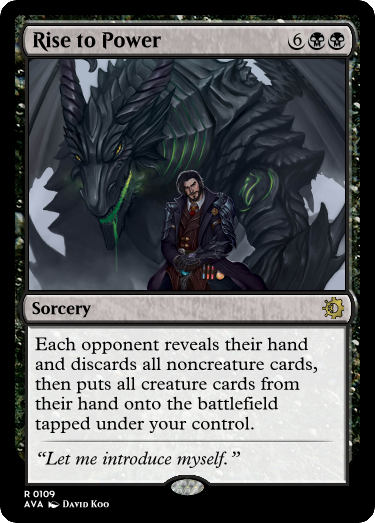 Rise to Power 6
Sorcery
Each opponent reveals their hand
and discards all noncreature cards,
then puts all creature cards from
their hand onto the battlefield
tapped under your control.
“Let me introduce myself.”
R 0109
AVA DAVID KOO